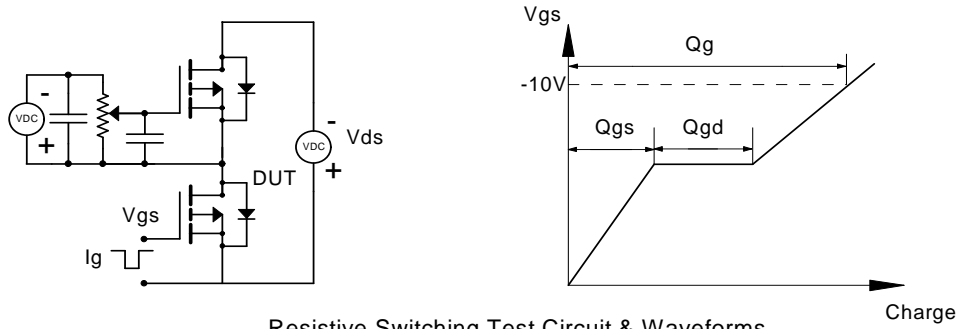 Vgs
Qg
-10V
Qgs
Qgd
Charge
-
VDC
+
-
VDC
Vds
+
DUT
Vgs
Ig
Resistive Switching Test Circuit & Waveforms